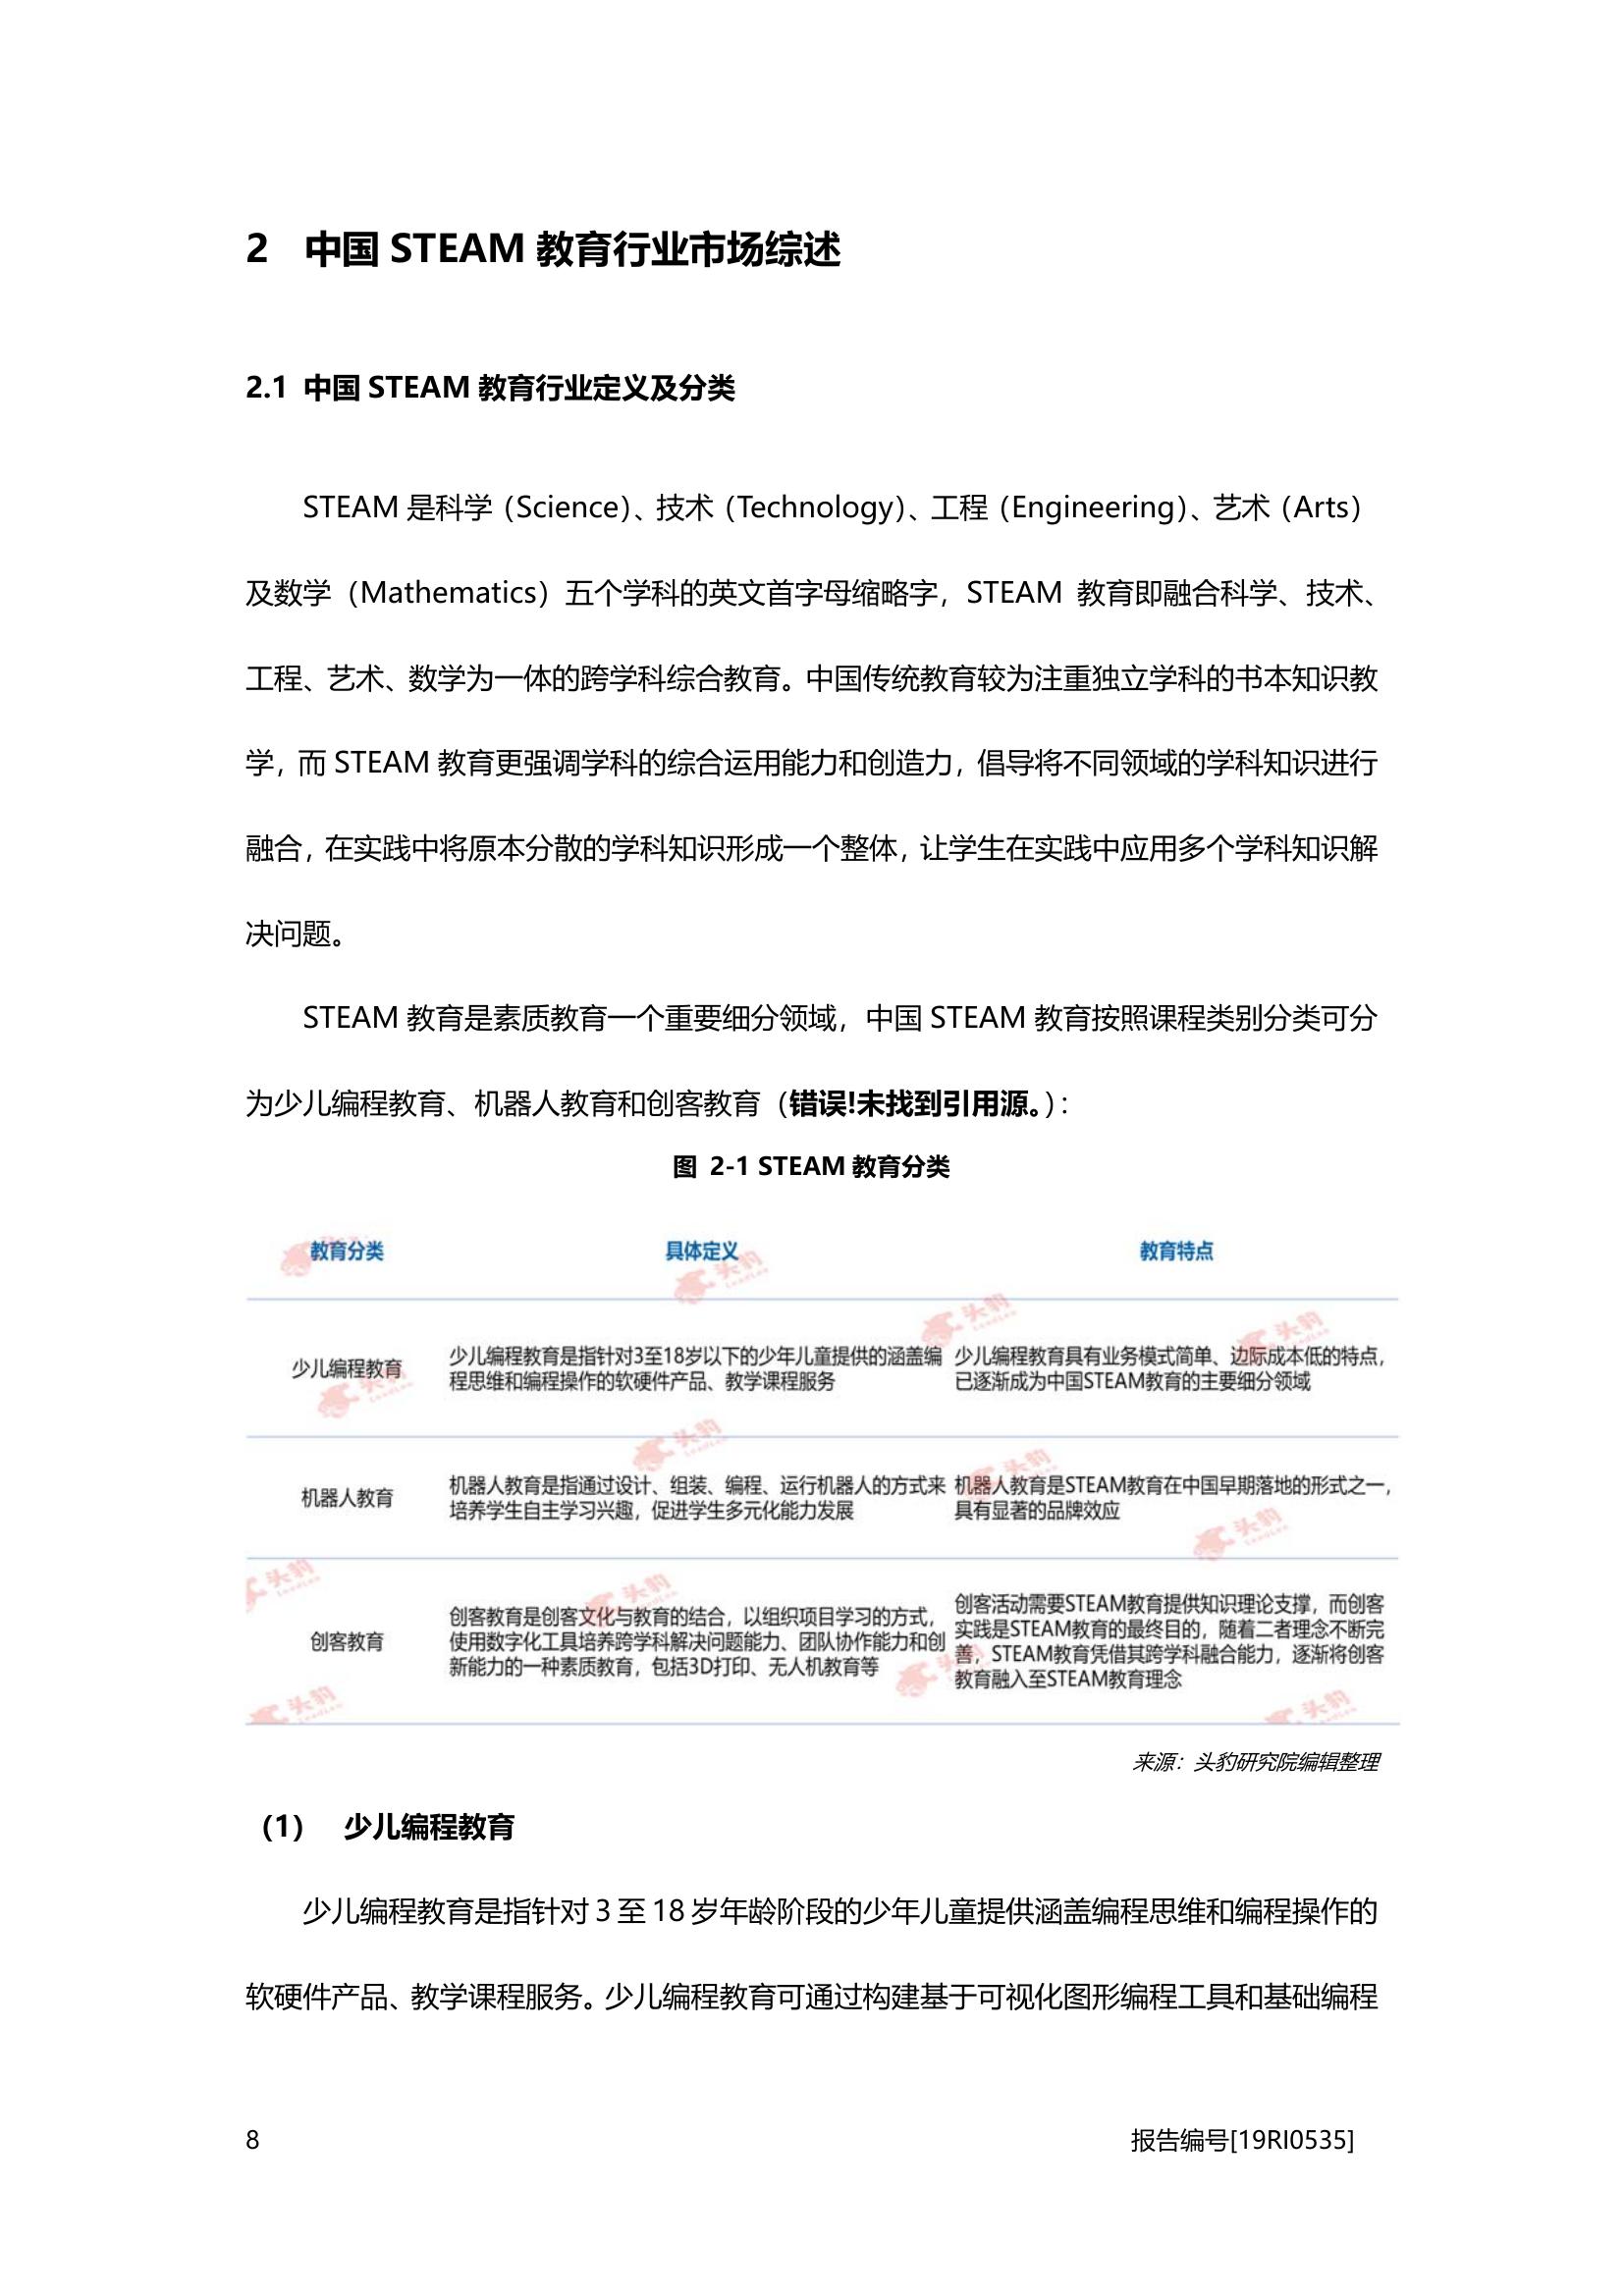 2 中国 STEAM 教育行业市场综述
2.1 中国 STEAM 教育行业定义及分类
STEAM 是科学（Science）、技术（Technology）、工程（Engineering）、艺术（Arts）
及数学（Mathematics）五个学科的英文首字母缩略字，STEAM 教育即融合科学、技术、
工程、艺术、数学为一体的跨学科综合教育。中国传统教育较为注重独立学科的书本知识教
学，而 STEAM 教育更强调学科的综合运用能力和创造力，倡导将不同领域的学科知识进行
融合，在实践中将原本分散的学科知识形成一个整体，让学生在实践中应用多个学科知识解
决问题。
STEAM 教育是素质教育一个重要细分领域，中国 STEAM 教育按照课程类别分类可分
为少儿编程教育、机器人教育和创客教育（错误!未找到引用源。）：
图 2-1 STEAM 教育分类
教育分类 具体定义 教育特点
少儿编程教育
少儿编程教育是指针对3至18岁以下的少年儿童提供的涵盖编
程思维和编程操作的软硬件产品、教学课程服务
少儿编程教育具有业务模式简单、边际成本低的特点，
已逐渐成为中国STEAM教育的主要细分领域
机器人教育
机器人教育是指通过设计、组装、编程、运行机器人的方式来
培养学生自主学习兴趣，促进学生多元化能力发展
机器人教育是STEAM教育在中国早期落地的形式之一，
具有显著的品牌效应
创客教育
创客教育是创客文化与教育的结合，以组织项目学习的方式，
使用数字化工具培养跨学科解决问题能力、团队协作能力和创
新能力的一种素质教育，包括3D打印、无人机教育等
创客活动需要STEAM教育提供知识理论支撑，而创客
实践是STEAM教育的最终目的，随着二者理念不断完
善，STEAM教育凭借其跨学科融合能力，逐渐将创客
教育融入至STEAM教育理念
来源：头豹研究院编辑整理
（1） 少儿编程教育
少儿编程教育是指针对 3 至 18 岁年龄阶段的少年儿童提供涵盖编程思维和编程操作的
软硬件产品、教学课程服务。少儿编程教育可通过构建基于可视化图形编程工具和基础编程
8 报告编号[19RI0535]